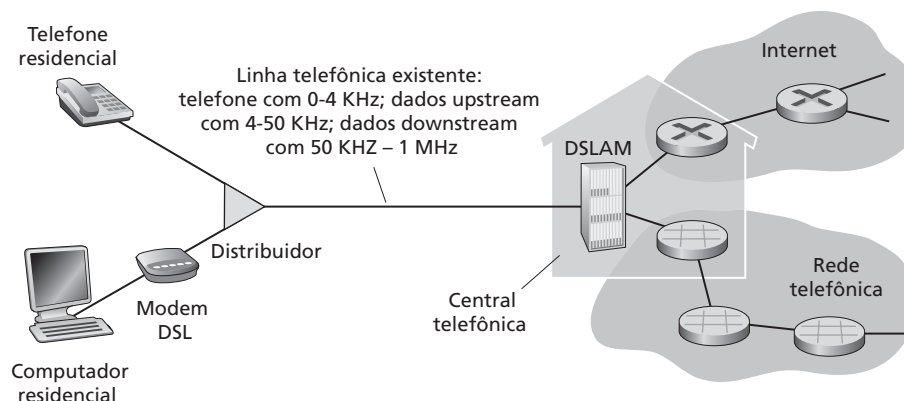 Telefone
residencial
Linha telefônica existente:
telefone com 0-4 KHz; dados upstream
com 4-50 KHz; dados downstream
com 50 KHZ – 1 MHz
Internet
DSLAM
Distribuidor
Modem
DSL
Central
telefônica
Rede
telefônica
Computador
residencial